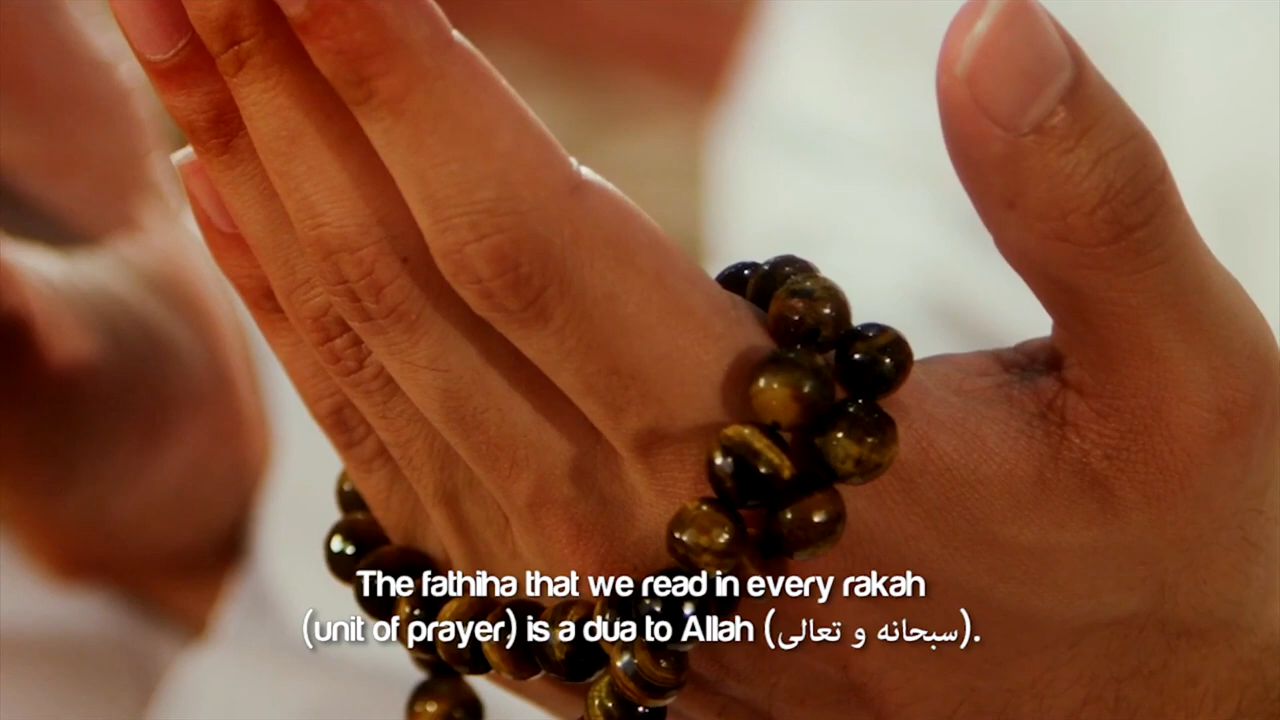 The fathiha that we read in every rakah
(unit of prayer) is a dua to Allah (سبحانه و تعالى).